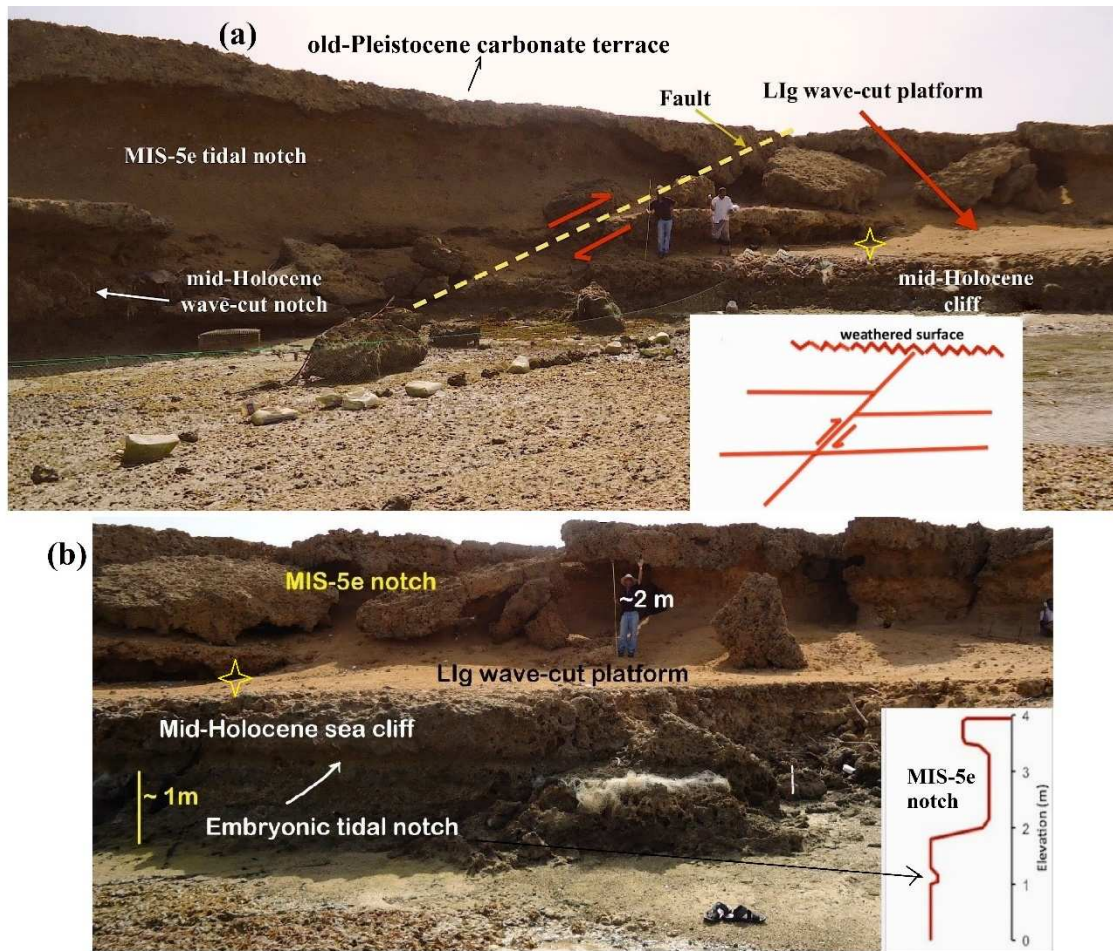 (a)
old-Pleistocene carbonate terrace
Fault
LIg wave-cut platform
MIS-5e tidal notch
mid-Holocene
wave-cut notch
mid-Holocene
cliff
weathered surface
(b)
MIS-5e notch
~2 m
LIg wave-cut platform
Mid-Holocene sea cliff
~ 1m
Embryonic tidal notch
MIS-5e
notch
4
3
2
1
0
Elevation (m)